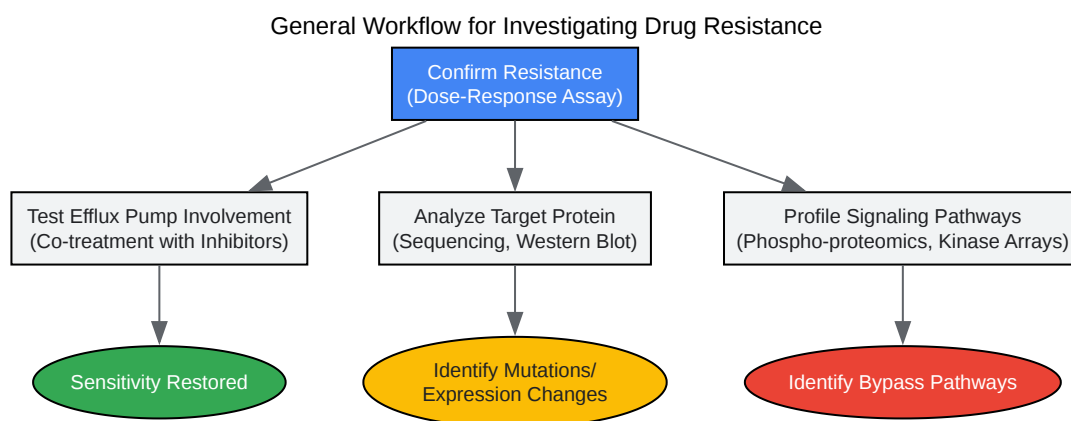 General Workflow for Investigating Drug Resistance
Confirm Resistance
(Dose-Response Assay)
Test Efflux Pump Involvement
(Co-treatment with Inhibitors)
Analyze Target Protein
(Sequencing, Western Blot)
Profile Signaling Pathways
(Phospho-proteomics, Kinase Arrays)
Sensitivity Restored
Identify Mutations/
Expression Changes
Identify Bypass Pathways